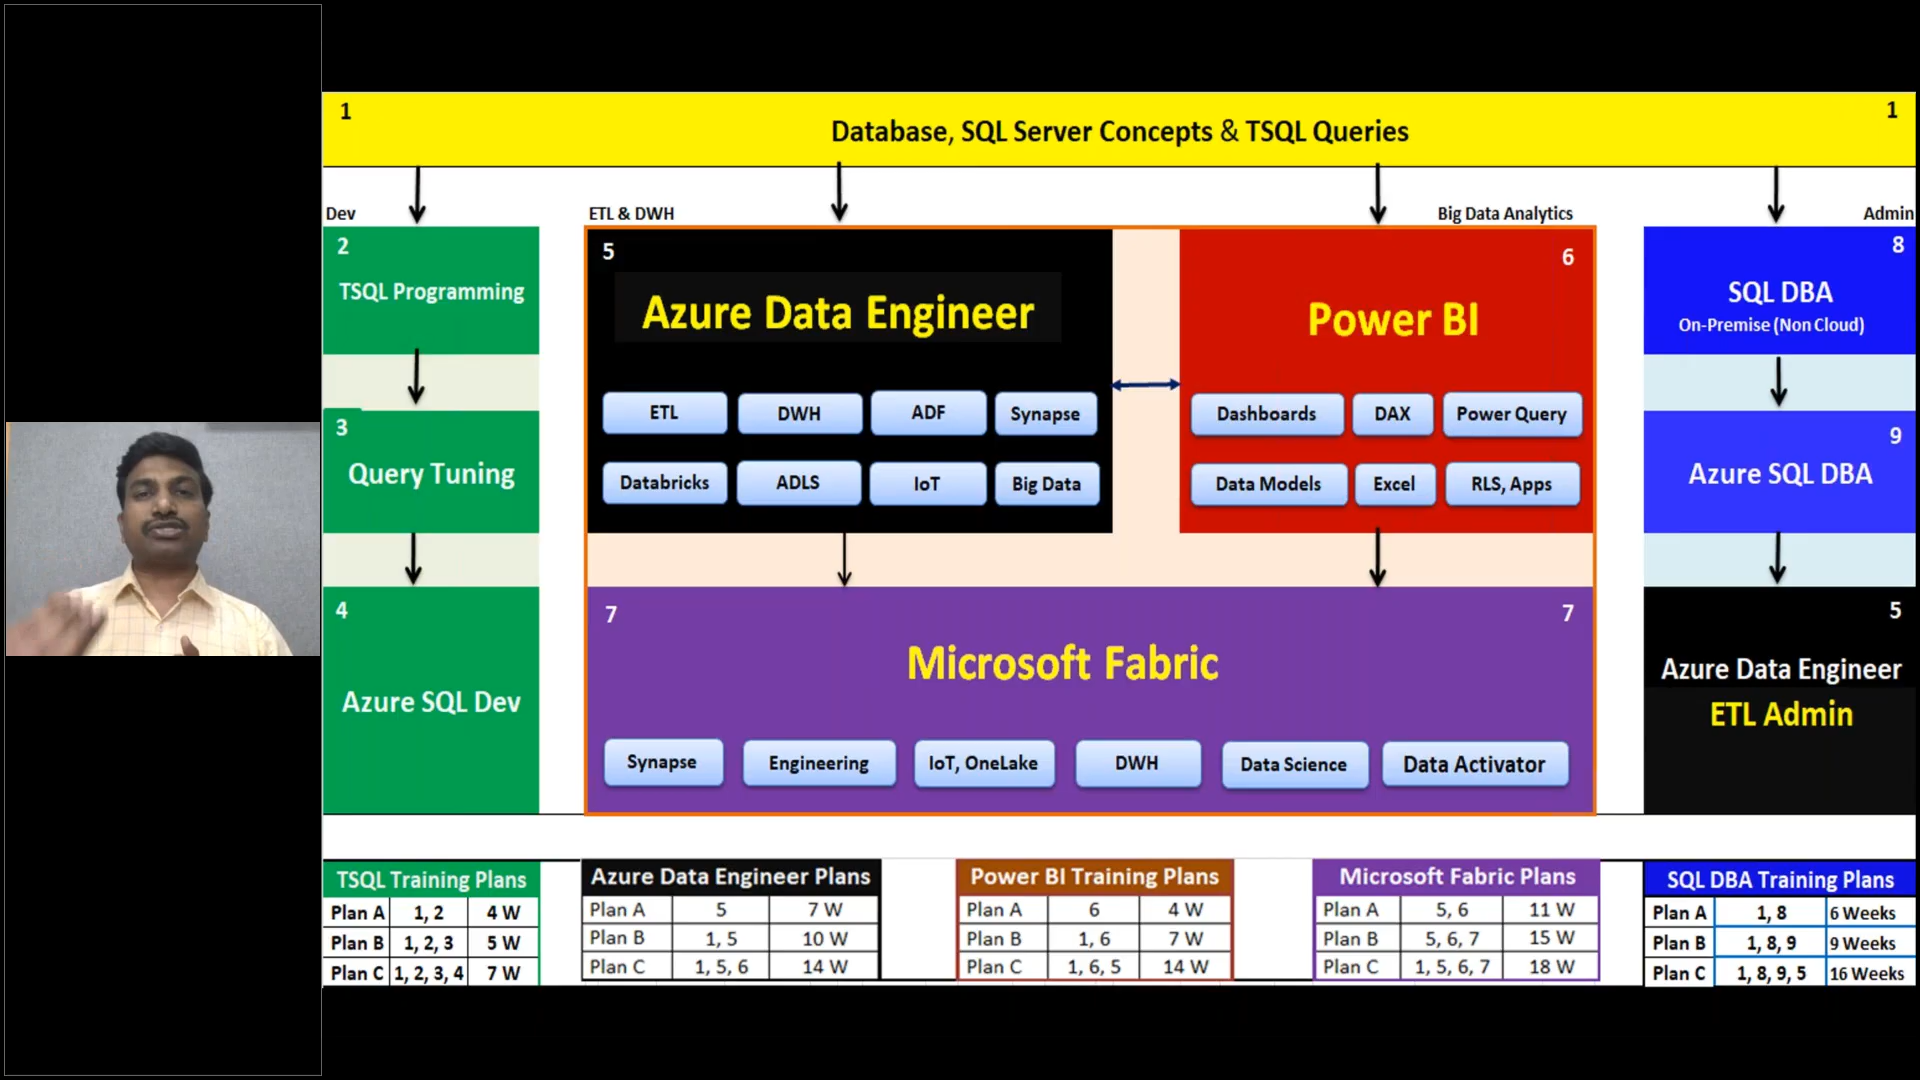 1
1
Database, SQL Server Concepts & TSQL Queries
Dev
ETL & DWH
Big Data Analytics
Admin
2
TSQL Programming
3
Query Tuning
4
Azure SQL Dev
5
Azure Data Engineer
ETL
DWH
ADF
Synapse
Databricks
ADLS
IoT
Big Data
6
Power BI
Dashboards
DAX
Power Query
Data Models
Excel
RLS, Apps
7
7
Microsoft Fabric
Synapse
Engineering
IoT, OneLake
DWH
Data Science
Data Activator
8
SQL DBA
On-Premise (Non Cloud)
9
Azure SQL DBA
5
Azure Data Engineer
ETL Admin
TSQL Training Plans
Plan A 1, 2 4 W
Plan B 1, 2, 3 5 W
Plan C 1, 2, 3, 4 7 W
Azure Data Engineer Plans
Plan A 5 7 W
Plan B 1, 5 10 W
Plan C 1, 5, 6 14 W
Power BI Training Plans
Plan A 6 4 W
Plan B 1, 6 7 W
Plan C 1, 6, 5 14 W
Microsoft Fabric Plans
Plan A 5, 6 11 W
Plan B 5, 6, 7 15 W
Plan C 1, 5, 6, 7 18 W
SQL DBA Training Plans
Plan A 1, 8 6 Weeks
Plan B 1, 8, 9 9 Weeks
Plan C 1, 8, 9, 5 16 Weeks